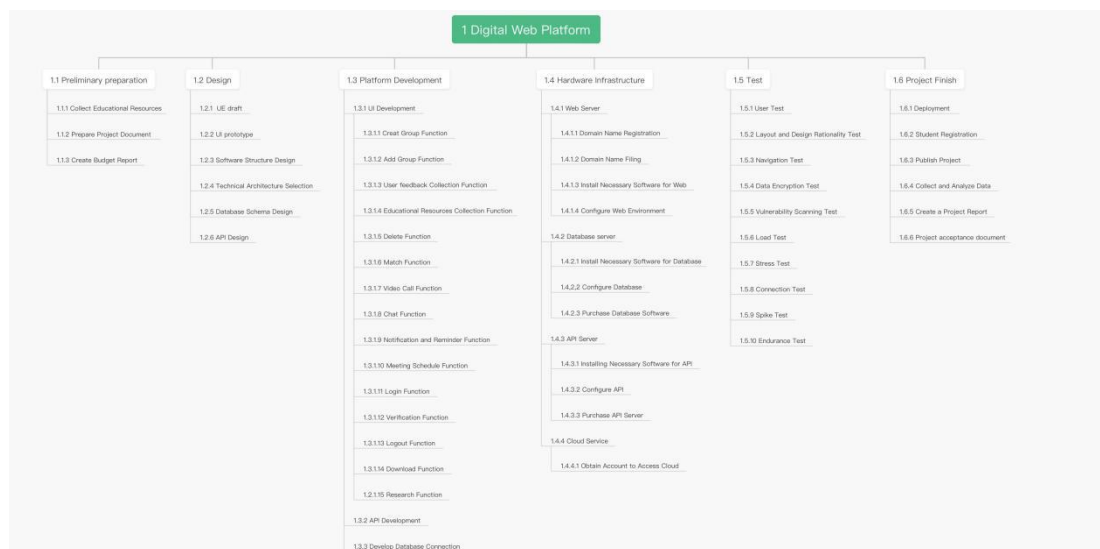 1 Digital Web Platform
1.1 Preliminary preparation
1.1.1 Collect Educational Resources
1.1.2 Prepare Project Document
1.1.3 Create Budget Report
1.2 Design
1.2.1 UE draft
1.2.2 UI prototype
1.2.3 Software Structure Design
1.2.4 Technical Architecture Selection
1.2.5 Database Schema Design
1.2.6 API Design
1.3 Platform Development
1.3.1 UI Development
1.3.1.1 Creat Group Function
1.3.1.2 Add Group Function
1.3.1.3 User feedback Collection Function
1.3.1.4 Educational Resources Collection Function
1.3.1.5 Delete Function
1.3.1.6 Match Function
1.3.1.7 Video Call Function
1.3.1.8 Chat Function
1.3.1.9 Notification and Reminder Function
1.3.1.10 Meeting Schedule Function
1.3.1.11 Login Function
1.3.1.12 Verification Function
1.3.1.13 Logout Function
1.3.1.14 Download Function
1.2.1.15 Research Function
1.3.2 API Development
1.3.3 Develop Database Connection
1.4 Hardware Infrastructure
1.4.1 Web Server
1.4.1.1 Domain Name Registration
1.4.1.2 Domain Name Filing
1.4.1.3 Install Necessary Software for Web
1.4.1.4 Configure Web Environment
1.4.2 Database server
1.4.2.1 Install Necessary Software for Database
1.4.2.2 Configure Database
1.4.2.3 Purchase Database Software
1.4.3 API Server
1.4.3.1 Installing Necessary Software for API
1.4.3.2 Configure API
1.4.3.3 Purchase API Server
1.4.4 Cloud Service
1.4.4.1 Obtain Account to Access Cloud
1.5 Test
1.5.1 User Test
1.5.2 Layout and Design Rationality Test
1.5.3 Navigation Test
1.5.4 Data Encryption Test
1.5.5 Vulnerability Scanning Test
1.5.6 Load Test
1.5.7 Stress Test
1.5.8 Connection Test
1.5.9 Spike Test
1.5.10 Endurance Test
1.6 Project Finish
1.6.1 Deployment
1.6.2 Student Registration
1.6.3 Publish Project
1.6.4 Collect and Analyze Data
1.6.5 Create a Project Report
1.6.6 Project acceptance document